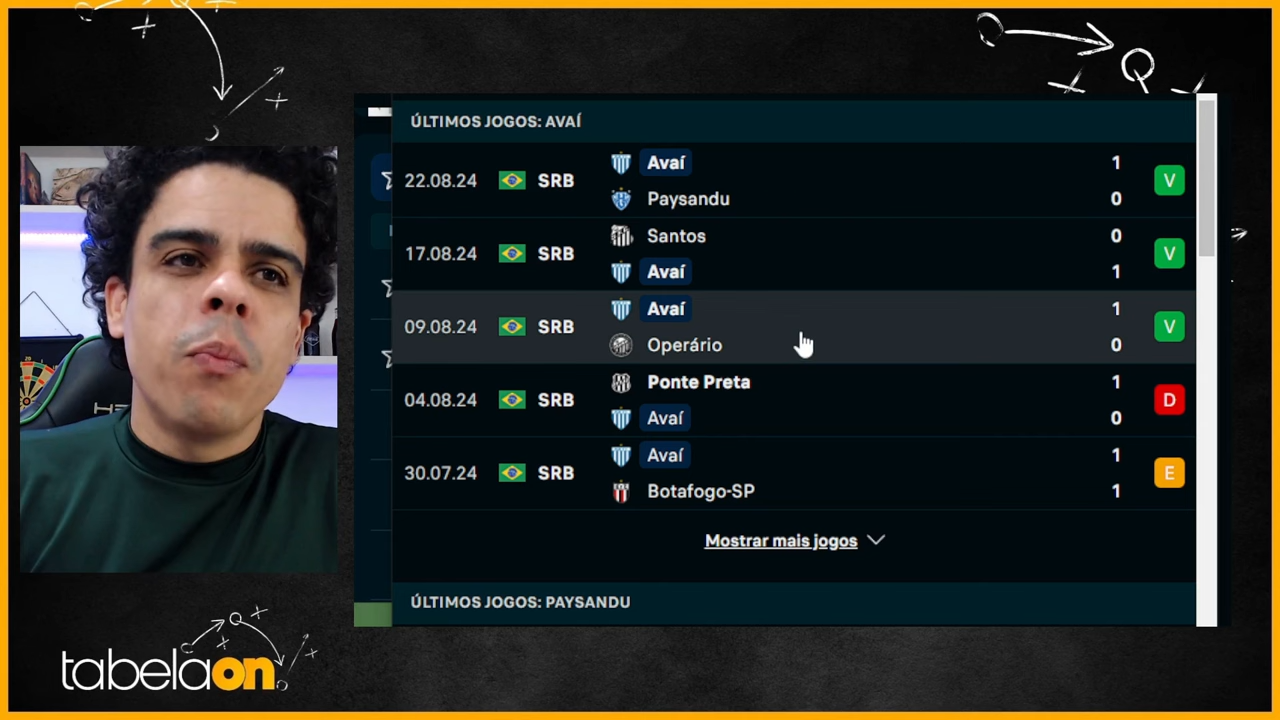 ÚLTIMOS JOGOS: AVAÍ
22.08.24 SRB Avaí 1 V
Paysandu 0
17.08.24 SRB Santos 0 V
Avaí 1
09.08.24 SRB Avaí 1 V
Operário 0
04.08.24 SRB Ponte Preta 1 D
Avaí 0
30.07.24 SRB Avaí 1 E
Botafogo-SP 1
Mostrar mais jogos
ÚLTIMOS JOGOS: PAYSANDU
tabelaon